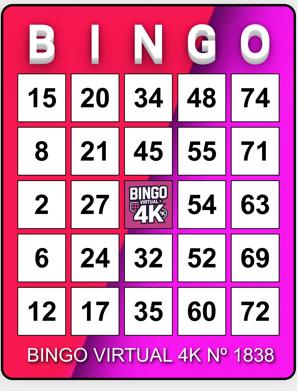 B I N G O
15 20 34 48 74
8 21 45 55 71
2 27 BINGO VIRTUAL 4K 54 63
6 24 32 52 69
12 17 35 60 72
BINGO VIRTUAL 4K Nº 1838